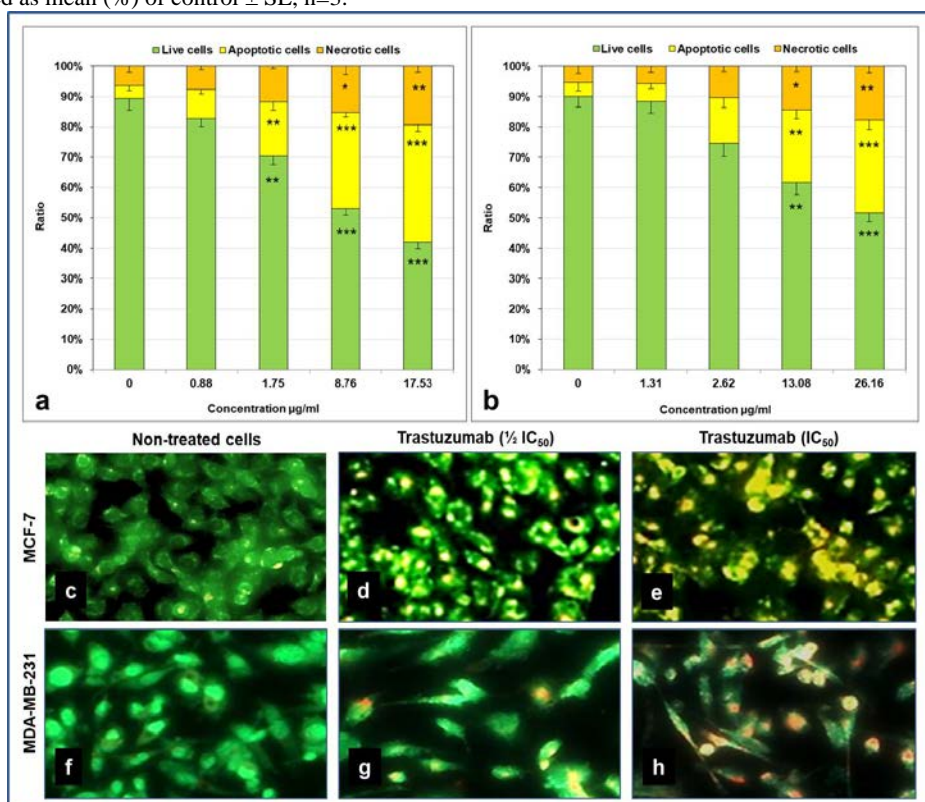 ed as mean (%) of control ± SE, n=3.
Live cells Apoptotic cells Necrotic cells
100%
90%
80%
70%
60%
50%
40%
30%
20%
10%
0%
Ratio
* **
** *** ***
** *** ***
0 0.88 1.75 8.76 17.53
Concentration µg/ml
a
Live cells Apoptotic cells Necrotic cells
100%
90%
80%
70%
60%
50%
40%
30%
20%
10%
0%
Ratio
* **
** ***
** ***
0 1.31 2.62 13.08 26.16
Concentration µg/ml
b
Non-treated cells Trastuzumab (½ IC50) Trastuzumab (IC50)
MCF-7
c d e
MDA-MB-231
f g h